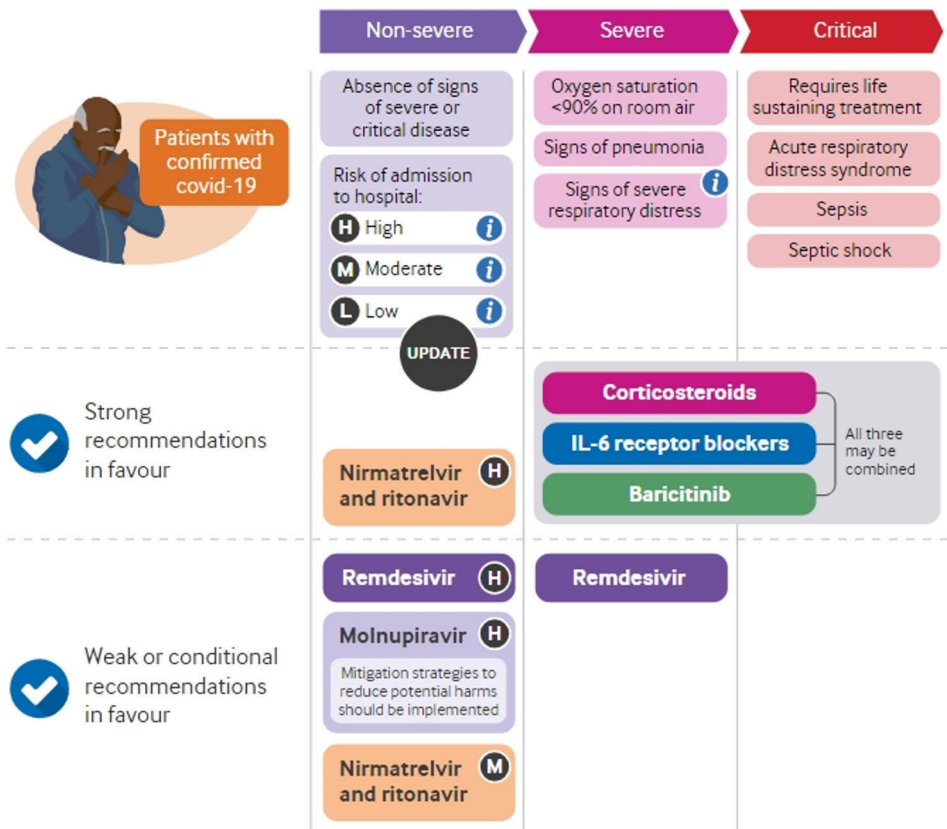 Non-severe
Severe
Critical
Patients with
confirmed
covid-19
Absence of signs
of severe or
critical disease
Risk of admission
to hospital:
H High i
M Moderate i
L Low i
Oxygen saturation
<90% on room air
Signs of pneumonia
Signs of severe
respiratory distress
i
Requires life
sustaining treatment
Acute respiratory
distress syndrome
Sepsis
Septic shock
UPDATE
Strong
recommendations
in favour
Nirmatrelvir
and ritonavir
H
Corticosteroids
IL-6 receptor blockers
Baricitinib
All three
may be
combined
Weak or conditional
recommendations
in favour
Remdesivir H
Molnupiravir H
Mitigation strategies to
reduce potential harms
should be implemented
Nirmatrelvir
and ritonavir
M
Remdesivir